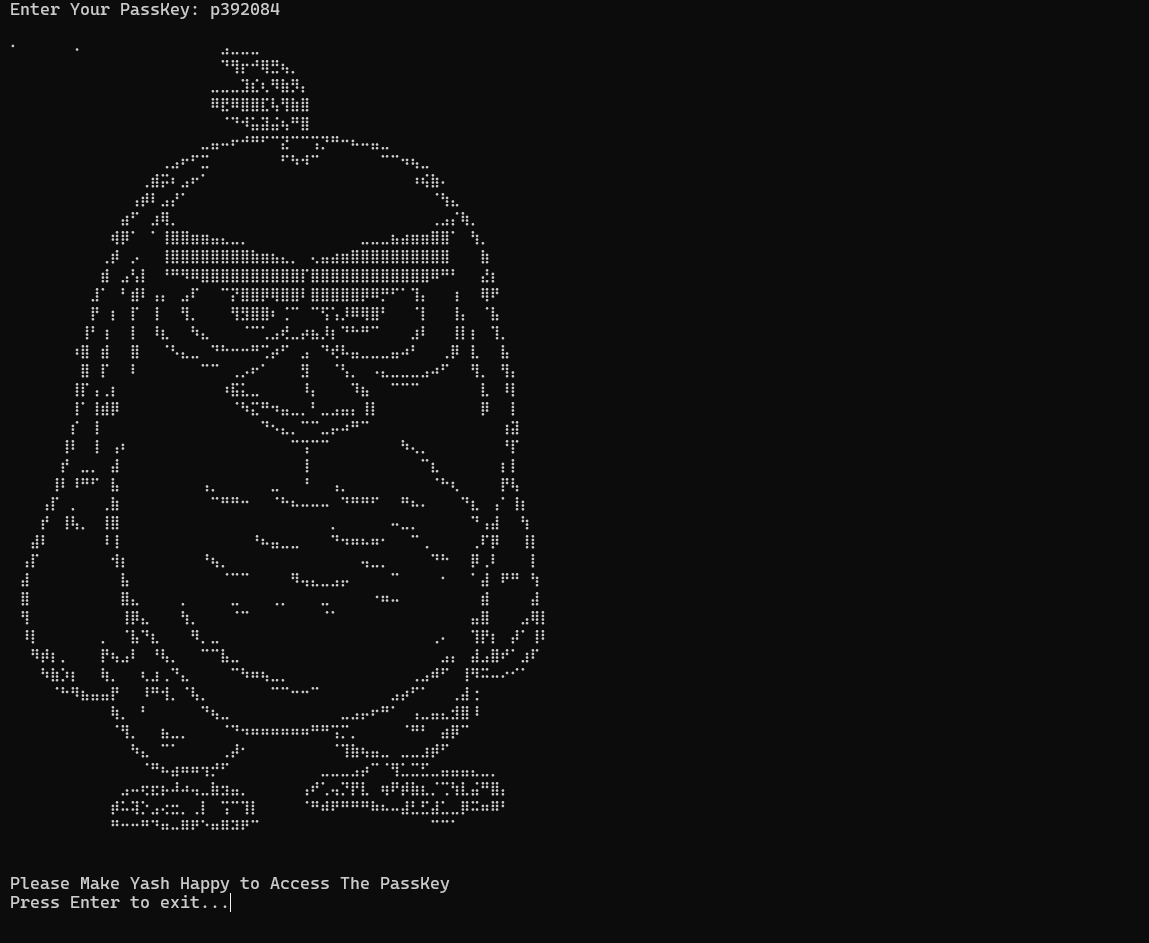 Enter Your PassKey: p392084
Please Make Yash Happy to Access The PassKey
Press Enter to exit...